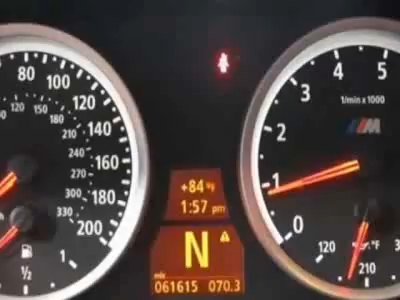 80 100 120 140 160 180 200
120 150 180 210 240 270 300 330
1/2 1
+84 °F
1:57 pm
N
mls
061615 070.3
0 1 2 3 4 5
1/min x 1000
M
120 210 °F